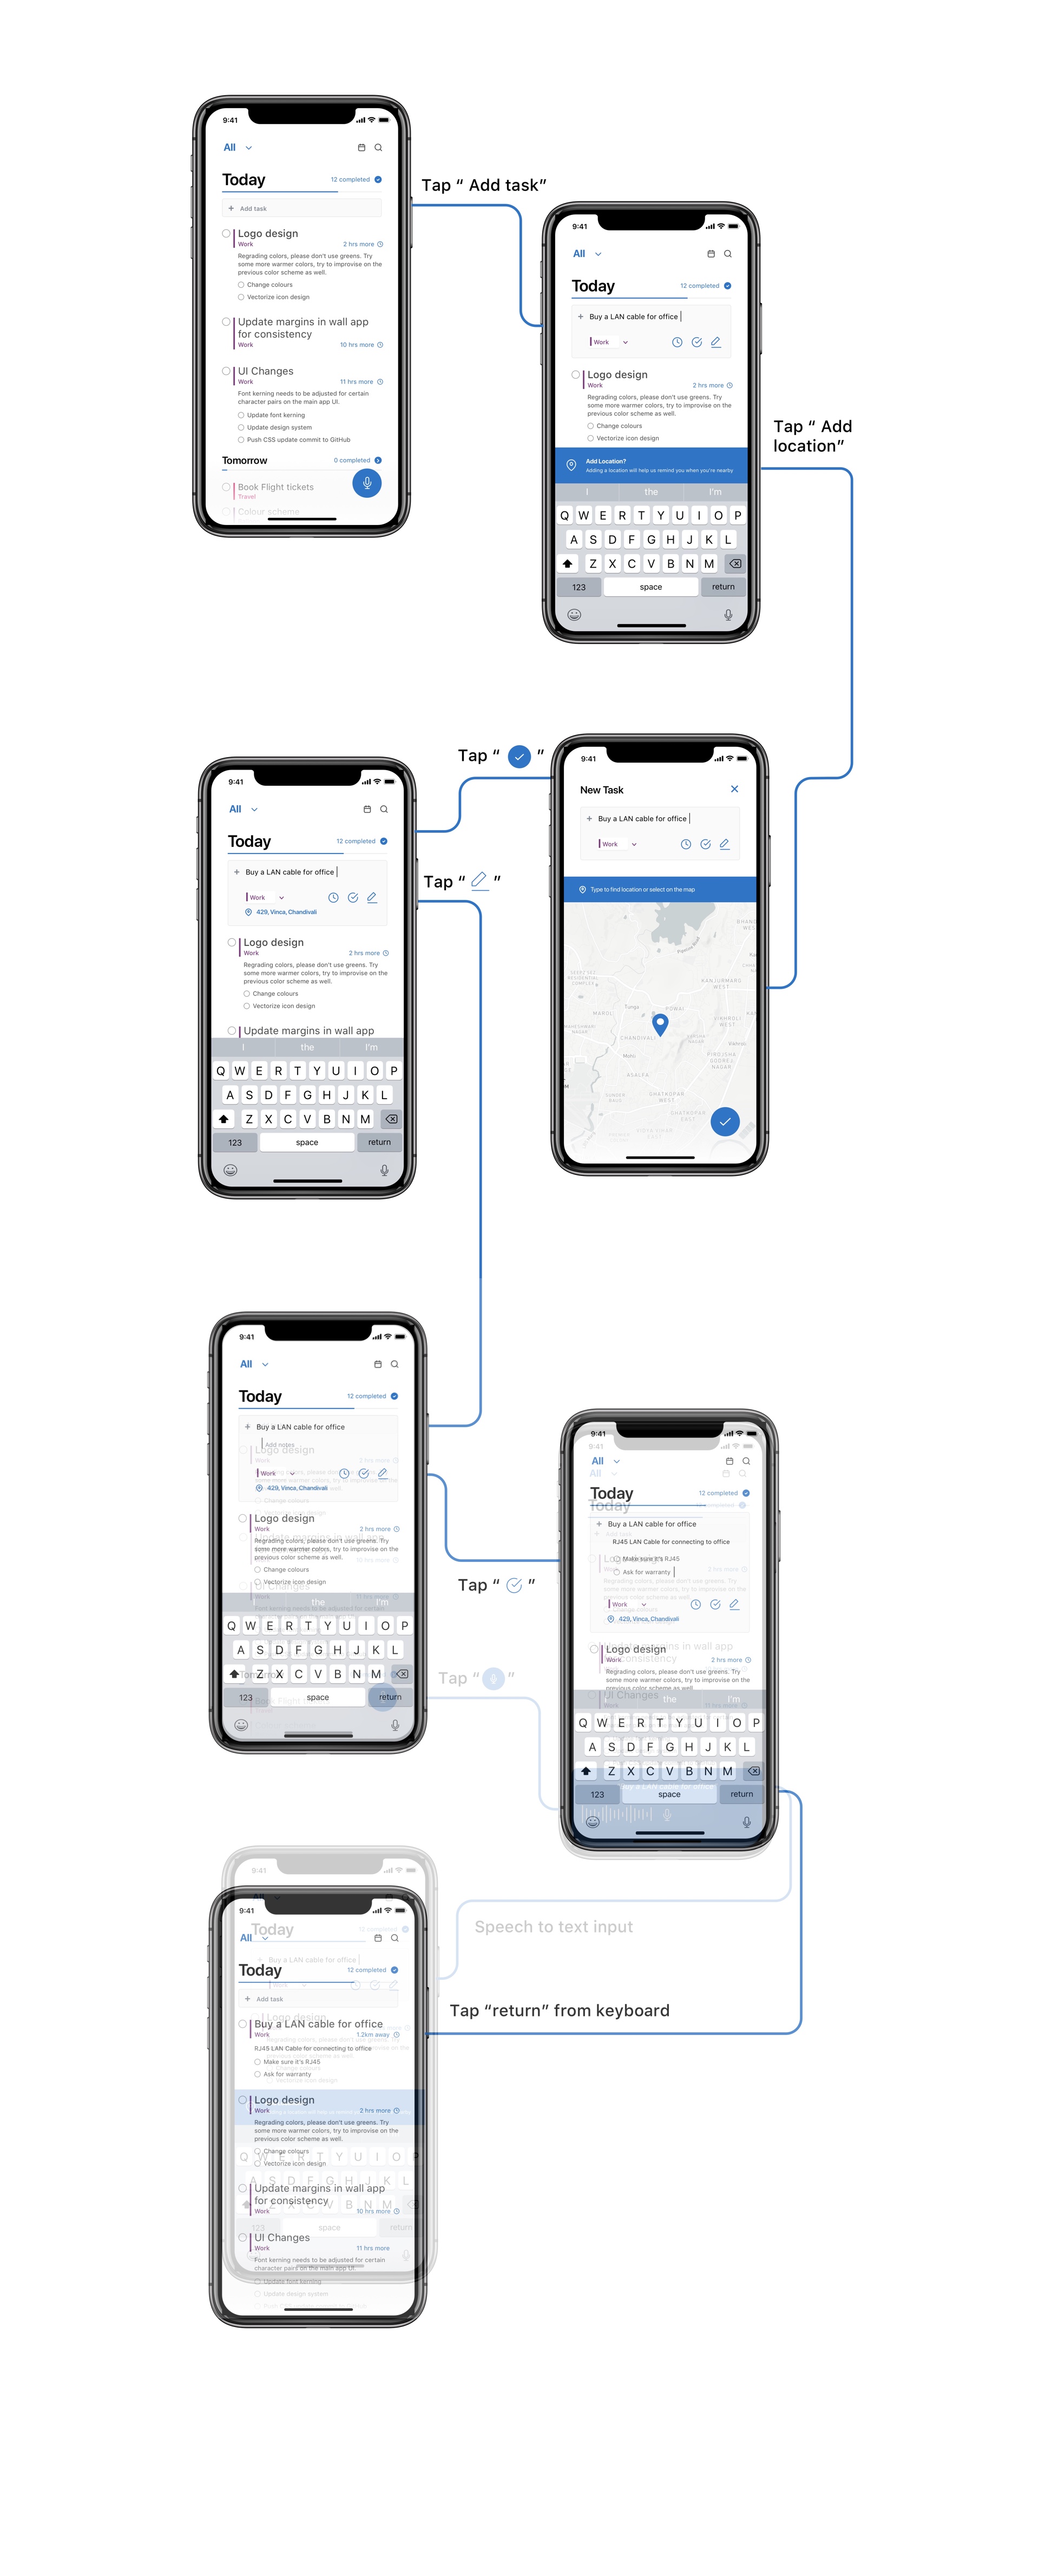 9:41
All
Today
12 completed
+ Add task
Logo design
Work
2 hrs more
Regrading colors, please don't use greens. Try
some more warmer colors, try to improvise on the
previous color scheme as well.
Change colours
Vectorize icon design
Update margins in wall app
for consistency
Work
10 hrs more
UI Changes
Work
11 hrs more
Font kerning needs to be adjusted for certain
character pairs on the main app UI.
Update font kerning
Update design system
Push CSS update commit to GitHub
Tomorrow
0 completed
Book Flight tickets
Travel
Colour scheme
Tap “ Add task”
9:41
All
Today
12 completed
+ Buy a LAN cable for office
Work
Logo design
Work
2 hrs more
Regrading colors, please don't use greens. Try
some more warmer colors, try to improvise on the
previous color scheme as well.
Change colours
Vectorize icon design
Add Location?
Adding a location will help us remind you when you're nearby
I the I'm
Q W E R T Y U I O P
A S D F G H J K L
Z X C V B N M
123 space return
Tap “ Add
location”
9:41
New Task
+ Buy a LAN cable for office
Work
Type to find location or select on the map
KANJURMARG
WEST
MAROL
Tunga
POWAI
CHANDIVALI
VIKHROLI
WEST
Mohili
PIROJSHA
GODREJ
NAGAR
ASALFA
GHATKOPAR
WEST
Tap “ ”
9:41
All
Today
12 completed
+ Buy a LAN cable for office
Work
429, Vinca, Chandivali
Logo design
Work
2 hrs more
Regrading colors, please don't use greens. Try
some more warmer colors, try to improvise on the
previous color scheme as well.
Change colours
Vectorize icon design
Update margins in wall app
I the I'm
Q W E R T Y U I O P
A S D F G H J K L
Z X C V B N M
123 space return
Tap “ ”
9:41
All
Today
12 completed
+ Buy a LAN cable for office
Add notes
Work
429, Vinca, Chandivali
Logo design
Work
2 hrs more
Regrading colors, please don't use greens. Try
some more warmer colors, try to improvise on the
previous color scheme as well.
Change colours
Vectorize icon design
the I'm
Q W E R T Y U I O P
A S D F G H J K L
Z X C V B N M
123 space return
Tap “ ”
9:41
All
Today
12 completed
+ Buy a LAN cable for office
RJ45 LAN Cable for connecting to office
Make sure it's RJ45
Ask for warranty
Work
429, Vinca, Chandivali
Logo design
Work
2 hrs more
Regrading colors, please don't use greens. Try
some more warmer colors, try to improvise on the
previous color scheme as well.
the I'm
Q W E R T Y U I O P
A S D F G H J K L
Z X C V B N M
123 space return
Tap “ ”
Speech to text input
Tap “return” from keyboard
9:41
9:41
All
Today
12 completed
+ Add task
Buy a LAN cable for office
Work
1.2km away
RJ45 LAN Cable for connecting to office
Make sure it's RJ45
Ask for warranty
Logo design
Work
2 hrs more
Regrading colors, please don't use greens. Try
some more warmer colors, try to improvise on the
previous color scheme as well.
Change colours
Vectorize icon design
Update margins in wall app
for consistency
Work
10 hrs more
UI Changes
Work
11 hrs more
Font kerning needs to be adjusted for certain
character pairs on the main app UI.
Update font kerning
Update design system